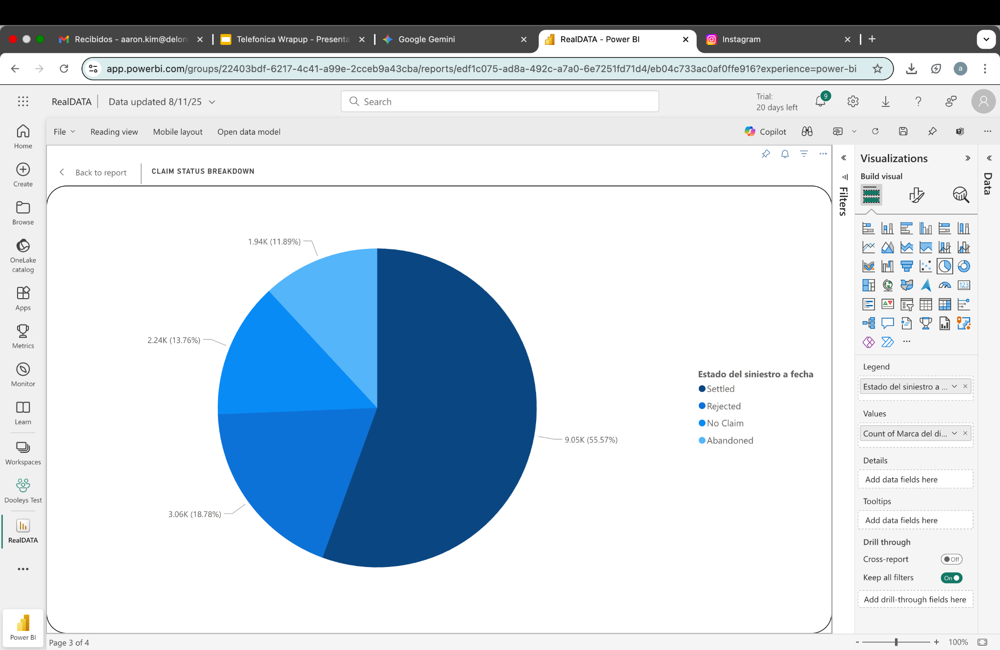 Recibidos - aaron.kim@deloni
Telefonica Wrapup - Presenta
Google Gemini
RealDATA - Power BI
Instagram
app.powerbi.com/groups/22403bdf-6217-4c41-a99e-2cceb9a43cba/reports/edf1c075-ad8a-492c-a7a0-6e7251fd71d4/eb04c733ac0af0ffe916?experience=power-bi
a
RealDATA
Data updated 8/11/25
Search
Trial:
20 days left
9
File
Reading view
Mobile layout
Open data model
Copilot
Home
Create
Browse
OneLake
catalog
Apps
Metrics
Monitor
Learn
Workspaces
Dooleys Test
RealDATA
Power BI
Back to report
CLAIM STATUS BREAKDOWN
1.94K (11.89%)
2.24K (13.76%)
3.06K (18.78%)
9.05K (55.57%)
Estado del siniestro a fecha
Settled
Rejected
No Claim
Abandoned
Filters
Visualizations
Build visual
123
Legend
Estado del siniestro a ...
Values
Count of Marca del di...
Details
Add data fields here
Tooltips
Add data fields here
Drill through
Cross-report
Off
Keep all filters
On
Add drill-through fields here
Data
Page 3 of 4
- + 100%